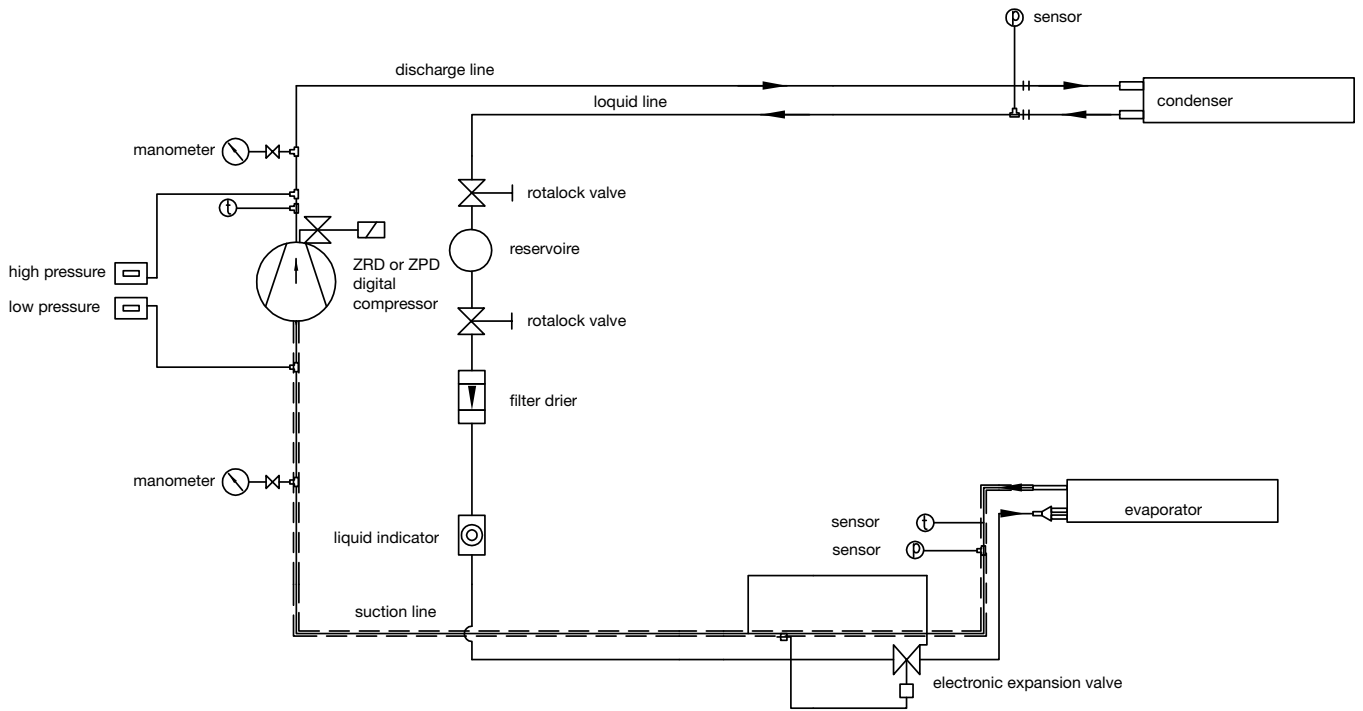 p
sensor
discharge line
condenser
loquid line
manometer
rotalock valve
t
reservoire
high pressure
ZRD or ZPD
digital
compressor
low pressure
rotalock valve
filter drier
manometer
evaporator
sensor
t
liquid indicator
sensor
p
suction line
electronic expansion valve